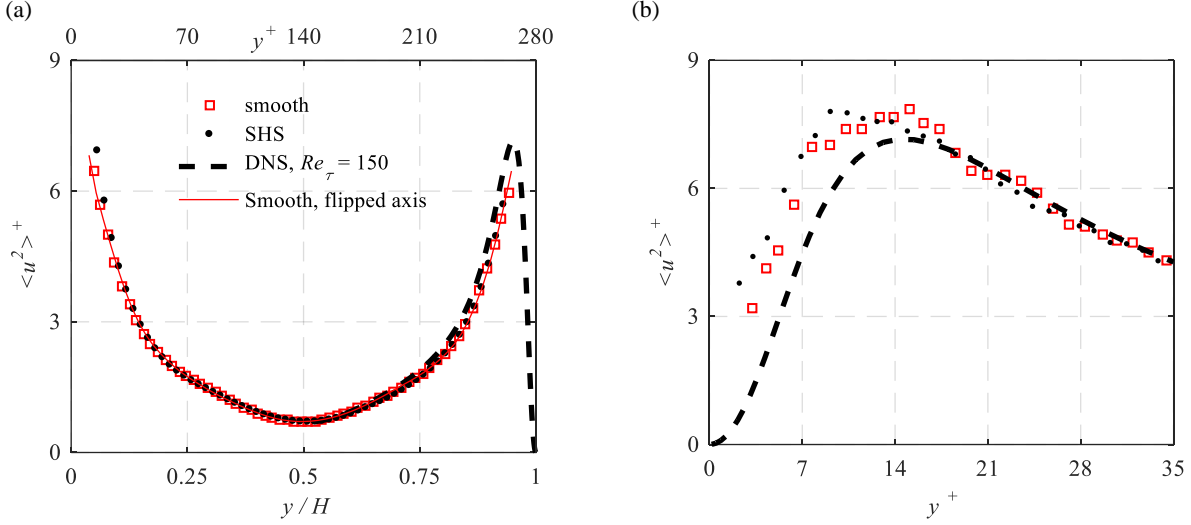 (a)
0 70 y⁺ 140 210 280
9
6
3
0
<u²>⁺
smooth
SHS
DNS, Re_τ = 150
Smooth, flipped axis
0 0.25 0.5 0.75 1
y / H
(b)
9
6
3
0
<u²>⁺
0 7 14 21 28 35
y⁺